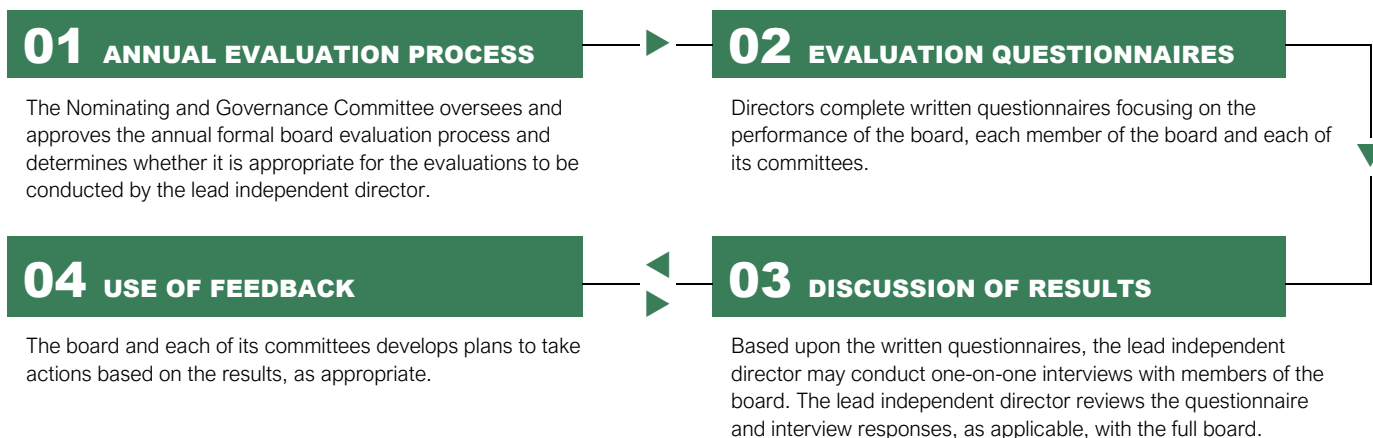 01 ANNUAL EVALUATION PROCESS
The Nominating and Governance Committee oversees and
approves the annual formal board evaluation process and
determines whether it is appropriate for the evaluations to be
conducted by the lead independent director.
02 EVALUATION QUESTIONNAIRES
Directors complete written questionnaires focusing on the
performance of the board, each member of the board and each of
its committees.
03 DISCUSSION OF RESULTS
Based upon the written questionnaires, the lead independent
director may conduct one-on-one interviews with members of the
board. The lead independent director reviews the questionnaire
and interview responses, as applicable, with the full board.
04 USE OF FEEDBACK
The board and each of its committees develops plans to take
actions based on the results, as appropriate.